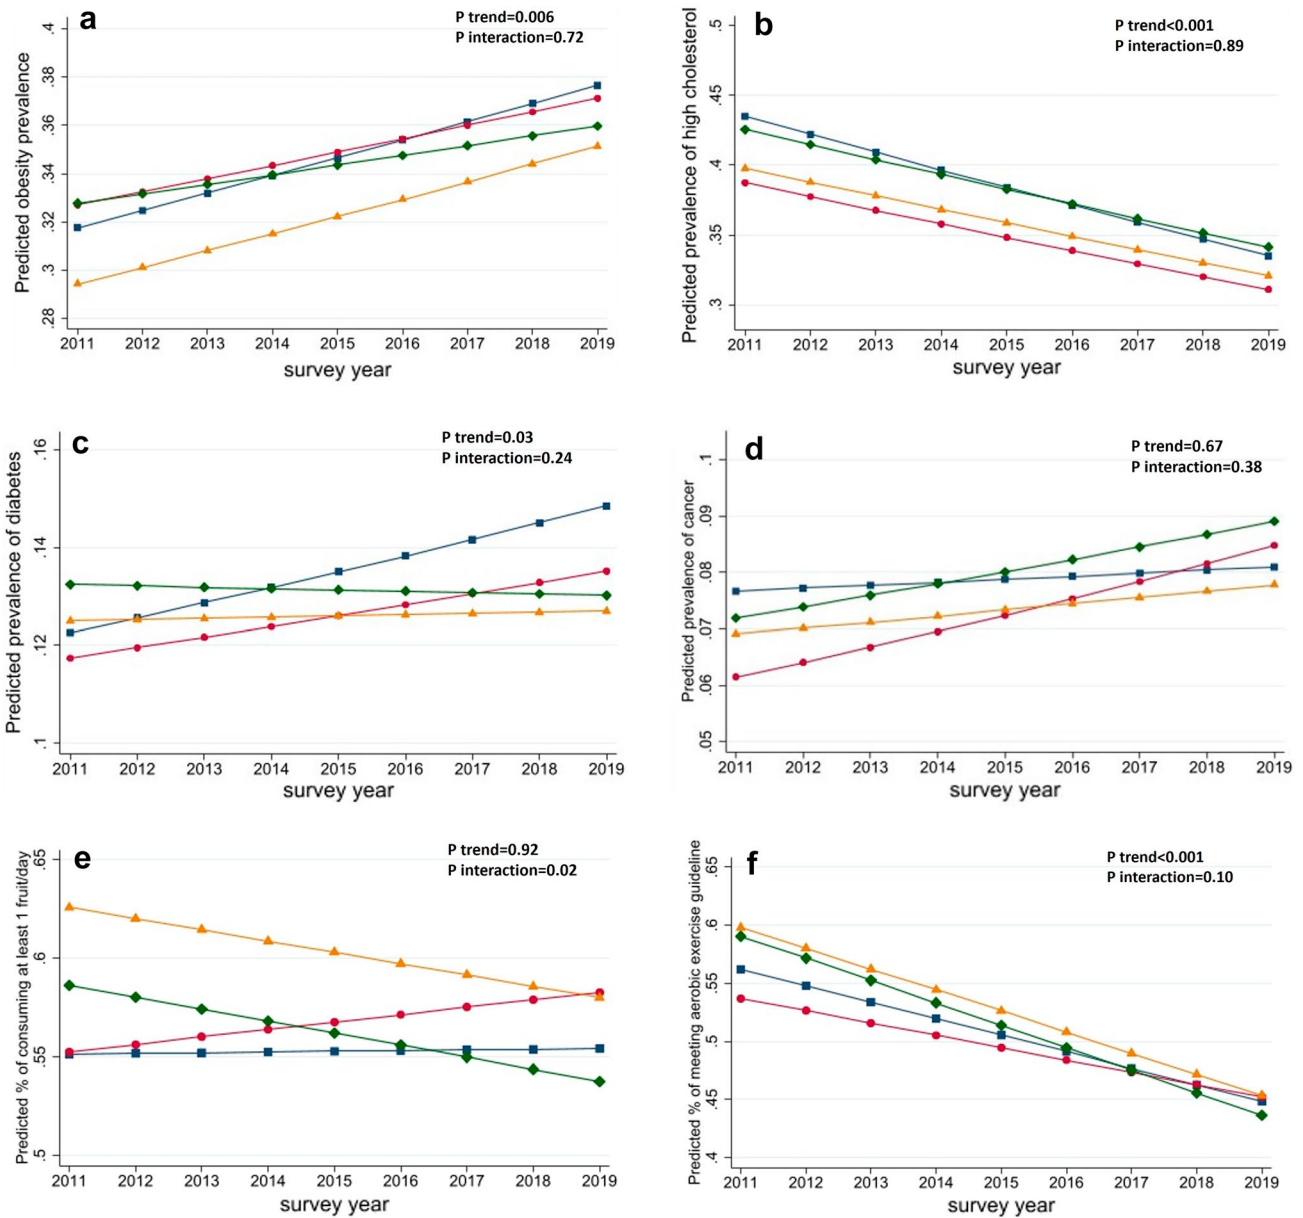 a
P trend=0.006
P interaction=0.72
Predicted obesity prevalence
.4
.38
.36
.34
.32
.3
.28
2011 2012 2013 2014 2015 2016 2017 2018 2019
survey year
b
P trend<0.001
P interaction=0.89
Predicted prevalence of high cholesterol
.5
.45
.4
.35
.3
2011 2012 2013 2014 2015 2016 2017 2018 2019
survey year
c
P trend=0.03
P interaction=0.24
Predicted prevalence of diabetes
.16
.14
.12
.1
2011 2012 2013 2014 2015 2016 2017 2018 2019
survey year
d
P trend=0.67
P interaction=0.38
Predicted prevalence of cancer
.1
.09
.08
.07
.06
.05
2011 2012 2013 2014 2015 2016 2017 2018 2019
survey year
e
P trend=0.92
P interaction=0.02
Predicted % of consuming at least 1 fruit/day
.65
.6
.55
.5
2011 2012 2013 2014 2015 2016 2017 2018 2019
survey year
f
P trend<0.001
P interaction=0.10
Predicted % of meeting aerobic exercise guideline
.65
.6
.55
.5
.45
.4
2011 2012 2013 2014 2015 2016 2017 2018 2019
survey year